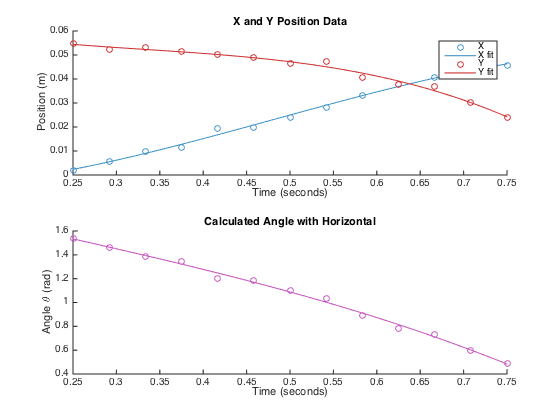 X and Y Position Data
Position (m)
0.06
0.05
0.04
0.03
0.02
0.01
0
X
X fit
Y
Y fit
0.25 0.3 0.35 0.4 0.45 0.5 0.55 0.6 0.65 0.7 0.75
Time (seconds)
Calculated Angle with Horizontal
Angle θ (rad)
1.6
1.4
1.2
1
0.8
0.6
0.4
0.25 0.3 0.35 0.4 0.45 0.5 0.55 0.6 0.65 0.7 0.75
Time (seconds)